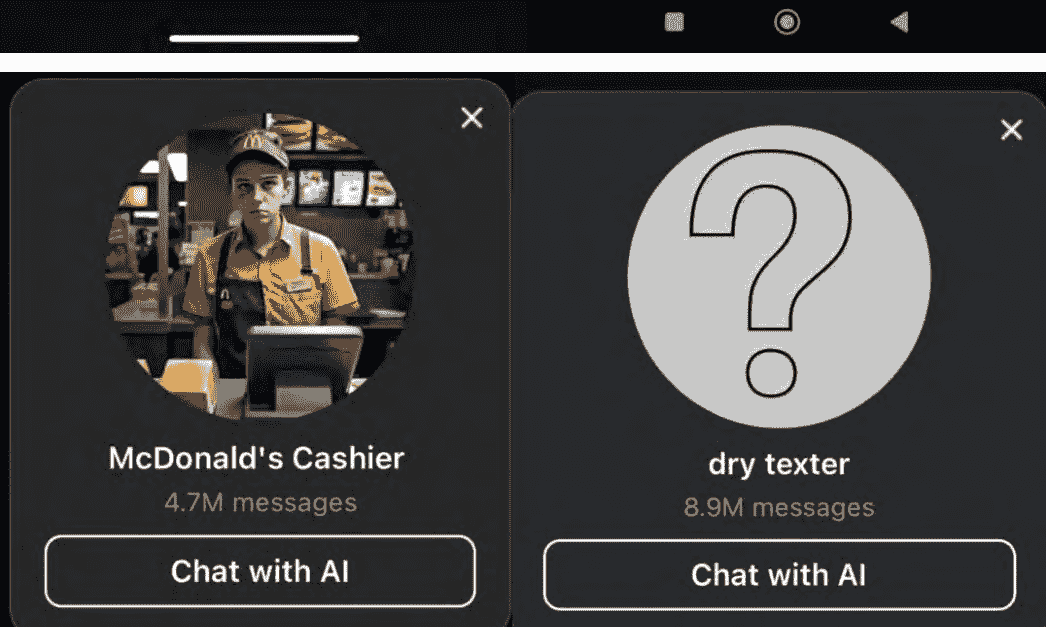 McDonald's Cashier
4.7M messages
Chat with AI
dry texter
8.9M messages
Chat with AI